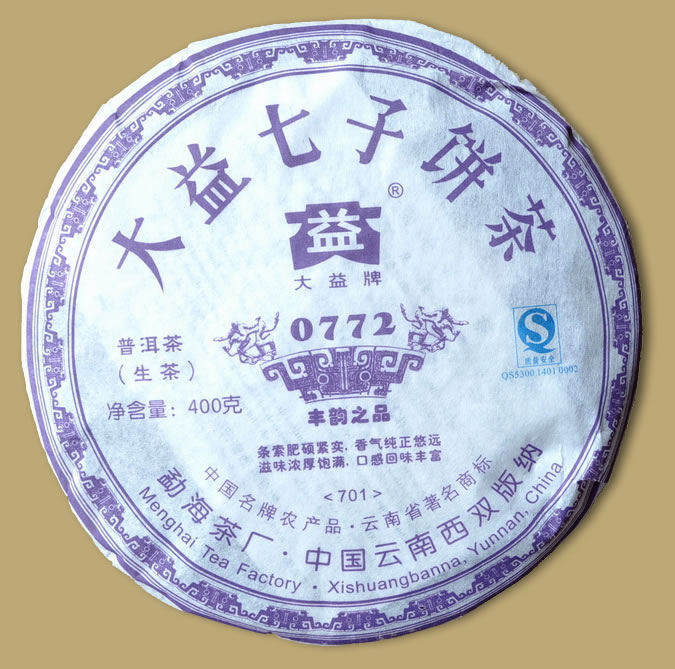 大益七子饼茶
益
®
大益牌
0772
普洱茶
（生茶）
净含量：400克
丰韵之品
质量安全
QS5300 1401 0002
条索肥硕紧实，香气纯正悠远
滋味浓厚饱满，口感回味丰富
<701>
中国名牌农产品·云南省著名商标
勐海茶厂·中国云南西双版纳
Menghai Tea Factory · Xishuangbanna, Yunnan, China